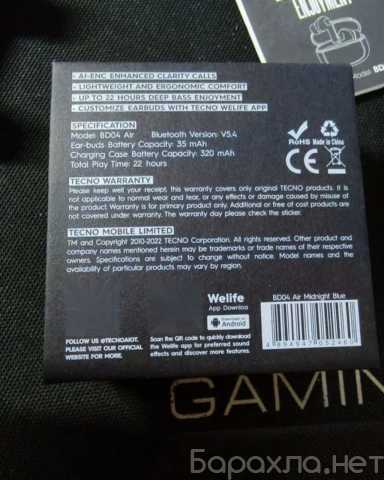 ENJOYMENT
Model: BD
- AI-ENC ENHANCED CLARITY CALLS
- LIGHTWEIGHT AND ERGONOMIC COMFORT
- UP TO 22 HOURS DEEP BASS ENJOYMENT
- CUSTOMIZE EARBUDS WITH TECNO WELIFE APP
SPECIFICATION
Model: BD04 Air Bluetooth Version: V5.4
Ear-buds Battery Capacity: 35 mAh
Charging Case Battery Capacity: 320 mAh
Total Play Time: 22 hours
RoHS Made In China
CE
TECNO WARRANTY
Please keep well your receipt, this warranty covers only original TECNO products. It is
not applicable to normal wear and tear, or any effects or damage caused by misuse of
the product Warranty is for primary product only. Additional or free of cost products are
not covered under warranty. The warranty day please check the sticker.
TECNO MOBILE LIMITED
TM and Copyright 2010-2022 TECNO Corporation. All rights reserved. Other product and
company names mentioned herein may be trademarks or trade names of their respective
owners. Specifications are subject to change without notice. Model names and the
availability of particular products may vary by region.
Welife
App Downloa
Android
BD04 Air Midnight Blue
FOLLOW US @TECNOAIOT.
PLEASE VISIT OUR OFFICIAL
WEBSITE FOR MORE.
Scan the QR code to quickly download
the Welife app for preferred sound
effects and discover more features.
GAMIN
Барахла.нет